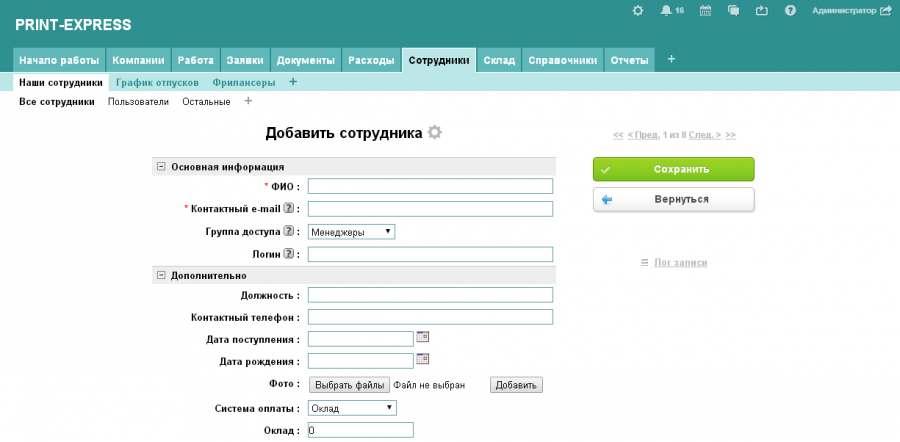 16 Администратор
PRINT-EXPRESS
Начало работы Компании Работа Заявки Документы Расходы Сотрудники Склад Справочники Отчеты +
Наши сотрудники График отпусков Фрилансеры +
Все сотрудники Пользователи Остальные +
Добавить сотрудника
<< < Пред. 1 из 8 След. > >>
Основная информация
Сохранить
* ФИО :
Вернуться
* Контактный e-mail ? :
Группа доступа ? : Менеджеры
Логин ? :
Лог записи
Дополнительно
Должность :
Контактный телефон :
Дата поступления :
Дата рождения :
Фото : Выбрать файлы Файл не выбран Добавить
Система оплаты : Оклад
Оклад : 0